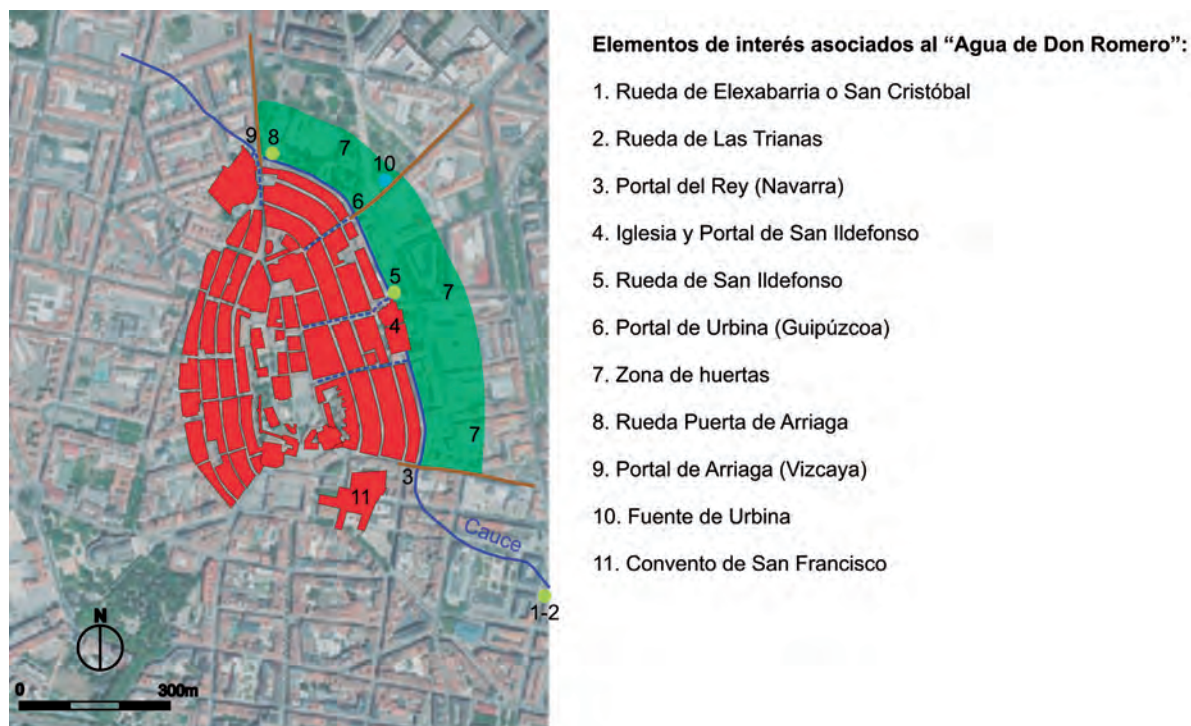 9
8
7
10
6
5
7
4
7
3
11
Cauce
1-2
N
0
300m
Elementos de interés asociados al “Agua de Don Romero”:
1. Rueda de Elexabarria o San Cristóbal
2. Rueda de Las Trianas
3. Portal del Rey (Navarra)
4. Iglesia y Portal de San Ildefonso
5. Rueda de San Ildefonso
6. Portal de Urbina (Guipúzcoa)
7. Zona de huertas
8. Rueda Puerta de Arriaga
9. Portal de Arriaga (Vizcaya)
10. Fuente de Urbina
11. Convento de San Francisco